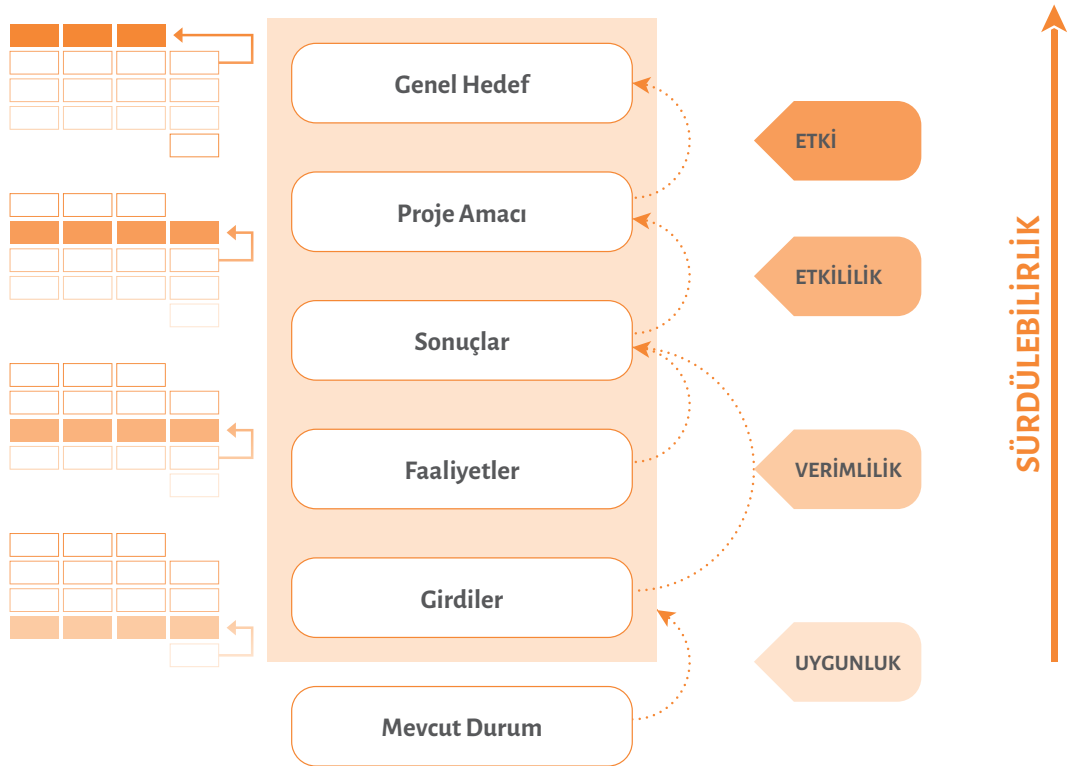 Genel Hedef
ETKİ
Proje Amacı
ETKİLİLİK
Sonuçlar
SÜRDÜLEBİLİRLİK
Faaliyetler
VERİMLİLİK
Girdiler
UYGUNLUK
Mevcut Durum